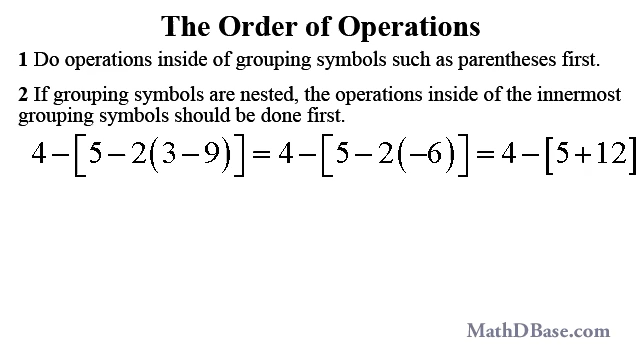 The Order of Operations
1 Do operations inside of grouping symbols such as parentheses first.
2 If grouping symbols are nested, the operations inside of the innermost
grouping symbols should be done first.
4−[5−2(3−9)]=4−[5−2(−6)]=4−[5+12]
MathDBase.com